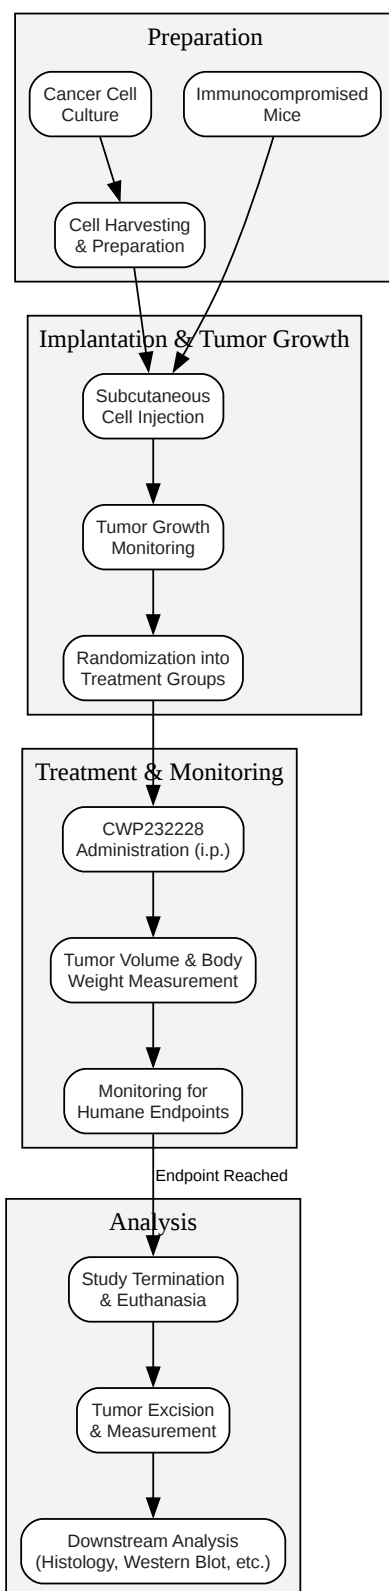 Preparation
Cancer Cell
Culture
Immunocompromised
Mice
Cell Harvesting
& Preparation
Implantation & Tumor Growth
Subcutaneous
Cell Injection
Tumor Growth
Monitoring
Randomization into
Treatment Groups
Treatment & Monitoring
CWP232228
Administration (i.p.)
Tumor Volume & Body
Weight Measurement
Monitoring for
Humane Endpoints
Endpoint Reached
Analysis
Study Termination
& Euthanasia
Tumor Excision
& Measurement
Downstream Analysis
(Histology, Western Blot, etc.)